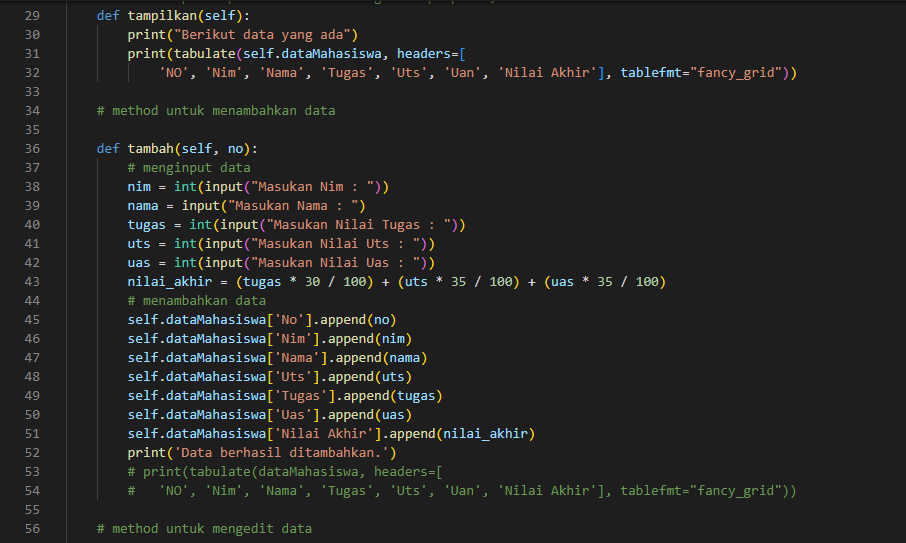 29 def tampilkan(self):
30 print("Berikut data yang ada")
31 print(tabulate(self.dataMahasiswa, headers=[
32 'NO', 'Nim', 'Nama', 'Tugas', 'Uts', 'Uan', 'Nilai Akhir'], tablefmt="fancy_grid"))
33
34 # method untuk menambahkan data
35
36 def tambah(self, no):
37 # menginput data
38 nim = int(input("Masukan Nim : "))
39 nama = input("Masukan Nama : ")
40 tugas = int(input("Masukan Nilai Tugas : "))
41 uts = int(input("Masukan Nilai Uts : "))
42 uas = int(input("Masukan Nilai Uas : "))
43 nilai_akhir = (tugas * 30 / 100) + (uts * 35 / 100) + (uas * 35 / 100)
44 # menambahkan data
45 self.dataMahasiswa['No'].append(no)
46 self.dataMahasiswa['Nim'].append(nim)
47 self.dataMahasiswa['Nama'].append(nama)
48 self.dataMahasiswa['Uts'].append(uts)
49 self.dataMahasiswa['Tugas'].append(tugas)
50 self.dataMahasiswa['Uas'].append(uas)
51 self.dataMahasiswa['Nilai Akhir'].append(nilai_akhir)
52 print('Data berhasil ditambahkan.')
53 # print(tabulate(dataMahasiswa, headers=[
54 # 'NO', 'Nim', 'Nama', 'Tugas', 'Uts', 'Uan', 'Nilai Akhir'], tablefmt="fancy_grid"))
55
56 # method untuk mengedit data